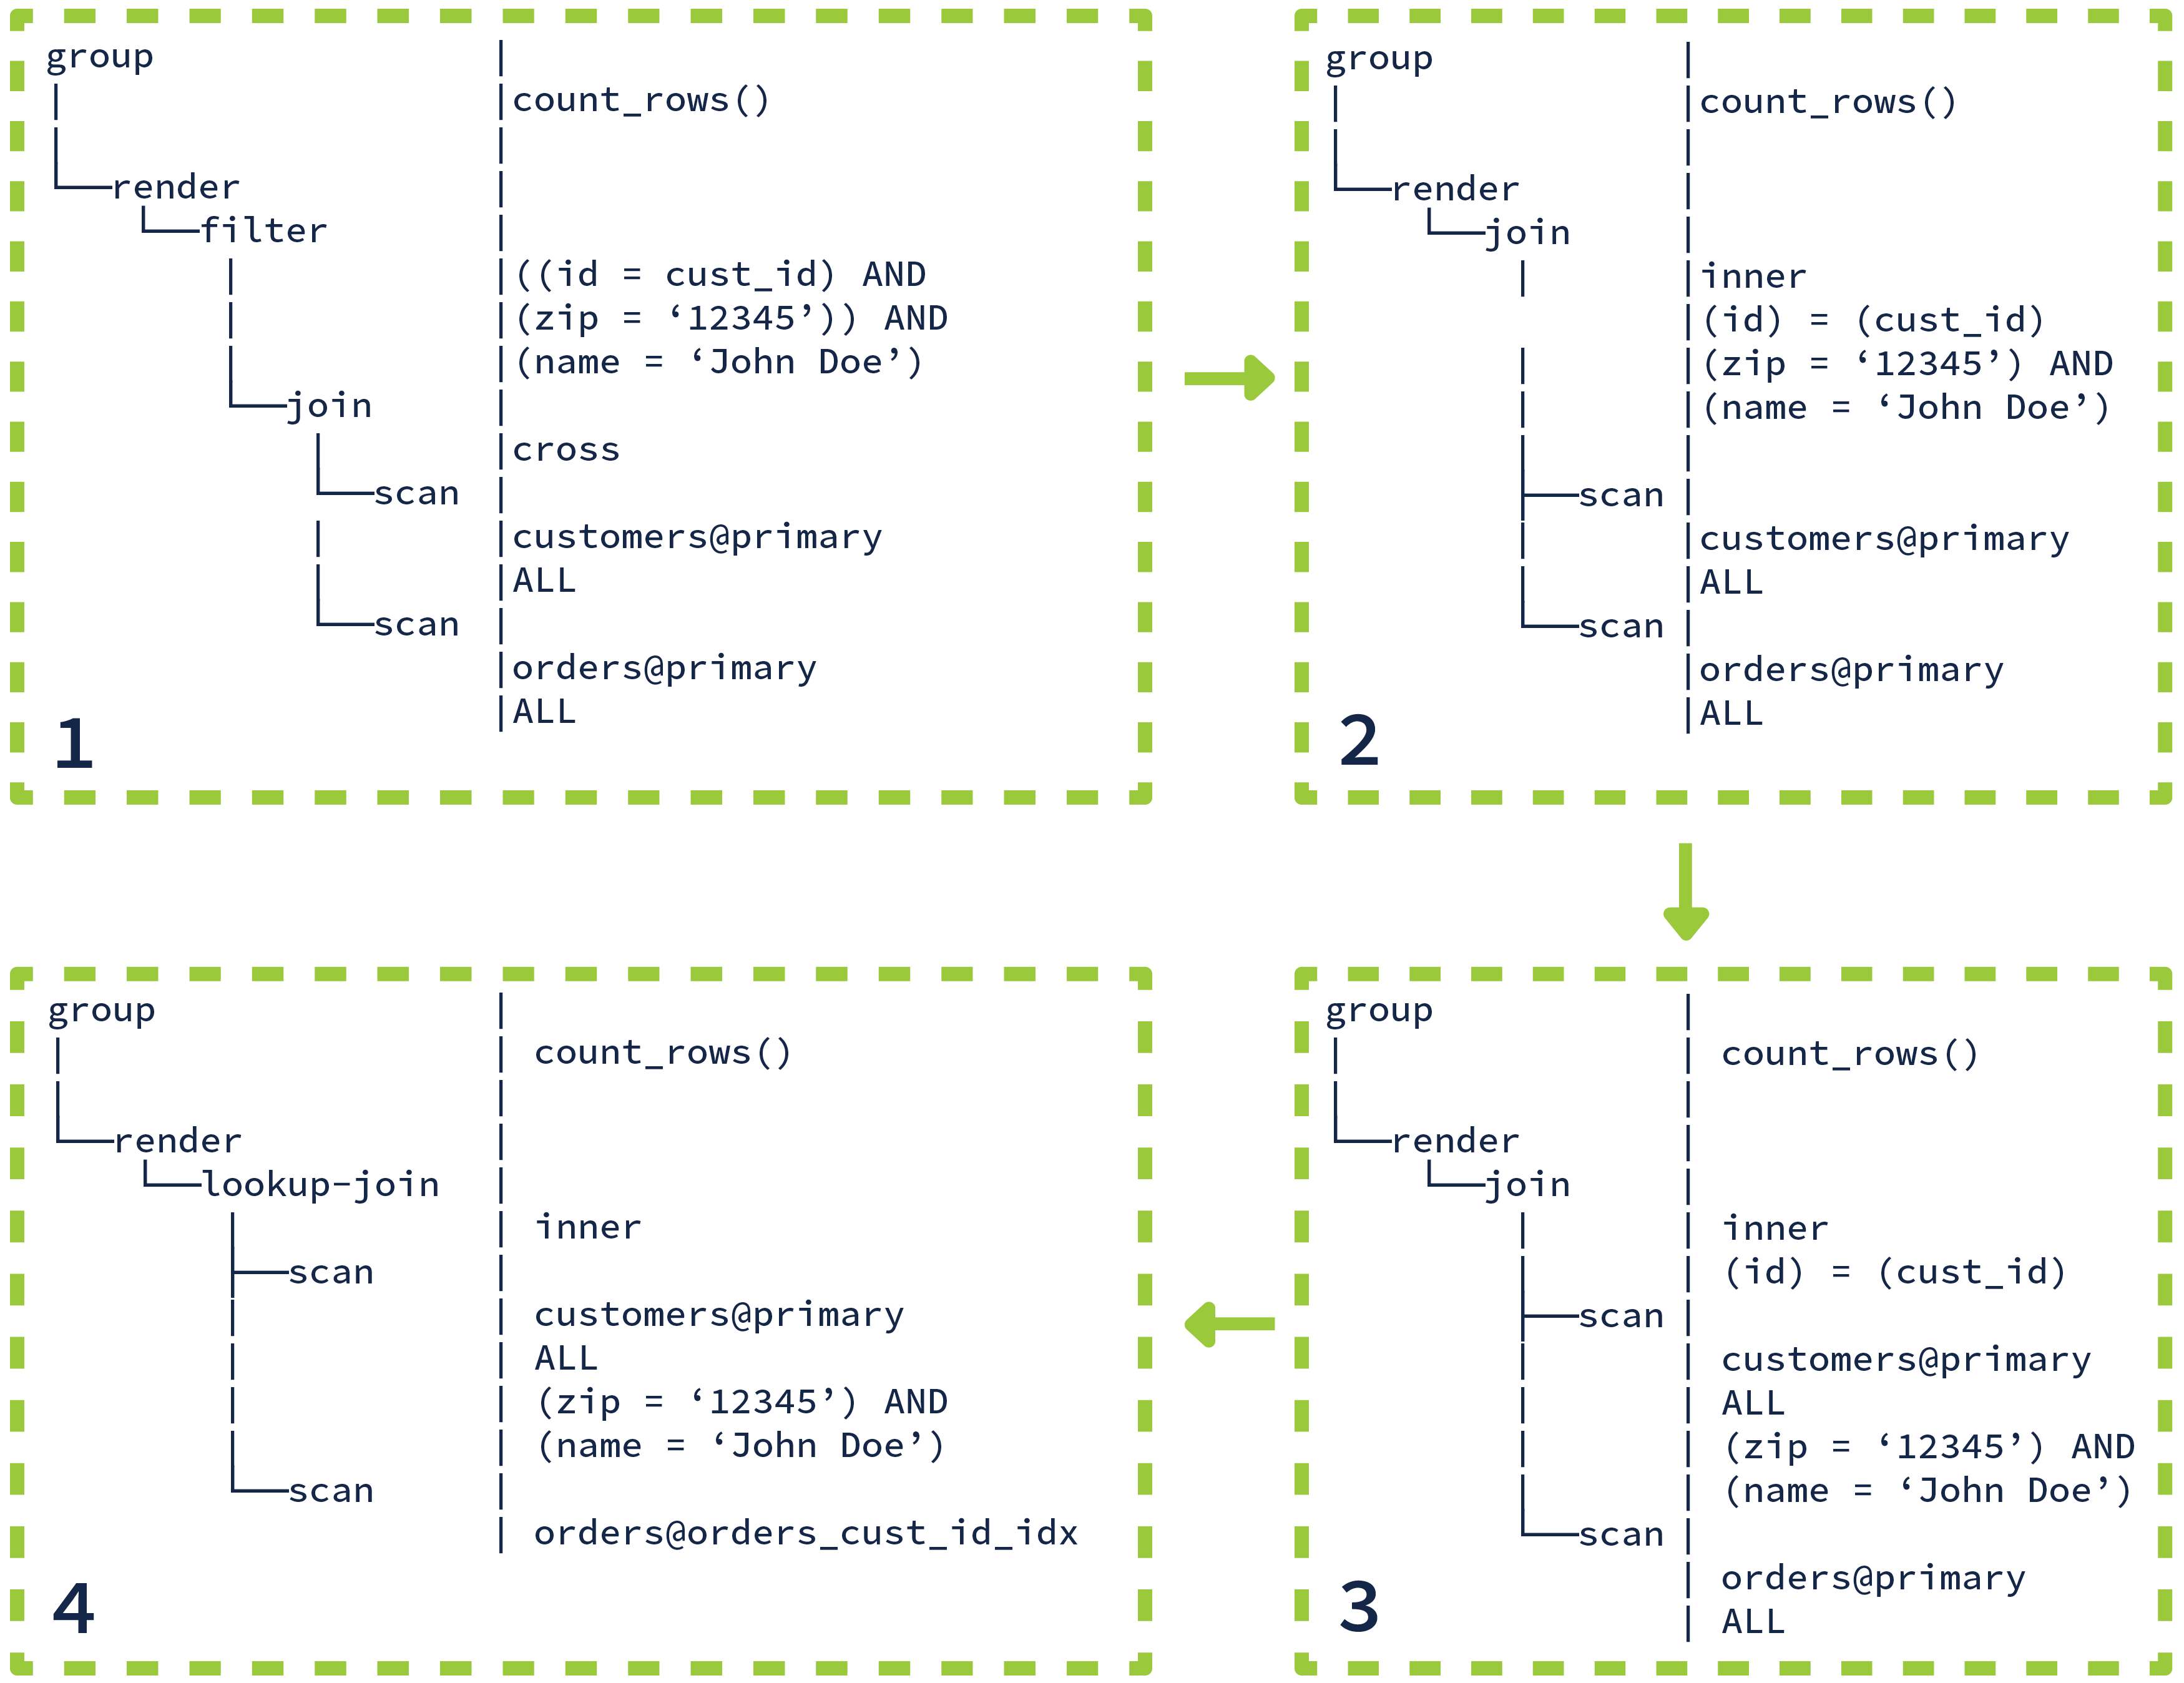 group
count_rows()
render
filter
((id = cust_id) AND
(zip = ‘12345’)) AND
(name = ‘John Doe’)
join
cross
scan
customers@primary
ALL
scan
orders@primary
ALL
1
group
count_rows()
render
join
inner
(id) = (cust_id)
(zip = ‘12345’) AND
(name = ‘John Doe’)
scan
customers@primary
ALL
scan
orders@primary
ALL
2
group
count_rows()
render
join
inner
(id) = (cust_id)
scan
customers@primary
ALL
(zip = ‘12345’) AND
(name = ‘John Doe’)
scan
orders@primary
ALL
3
group
count_rows()
render
lookup-join
inner
scan
customers@primary
ALL
(zip = ‘12345’) AND
(name = ‘John Doe’)
scan
orders@orders_cust_id_idx
4